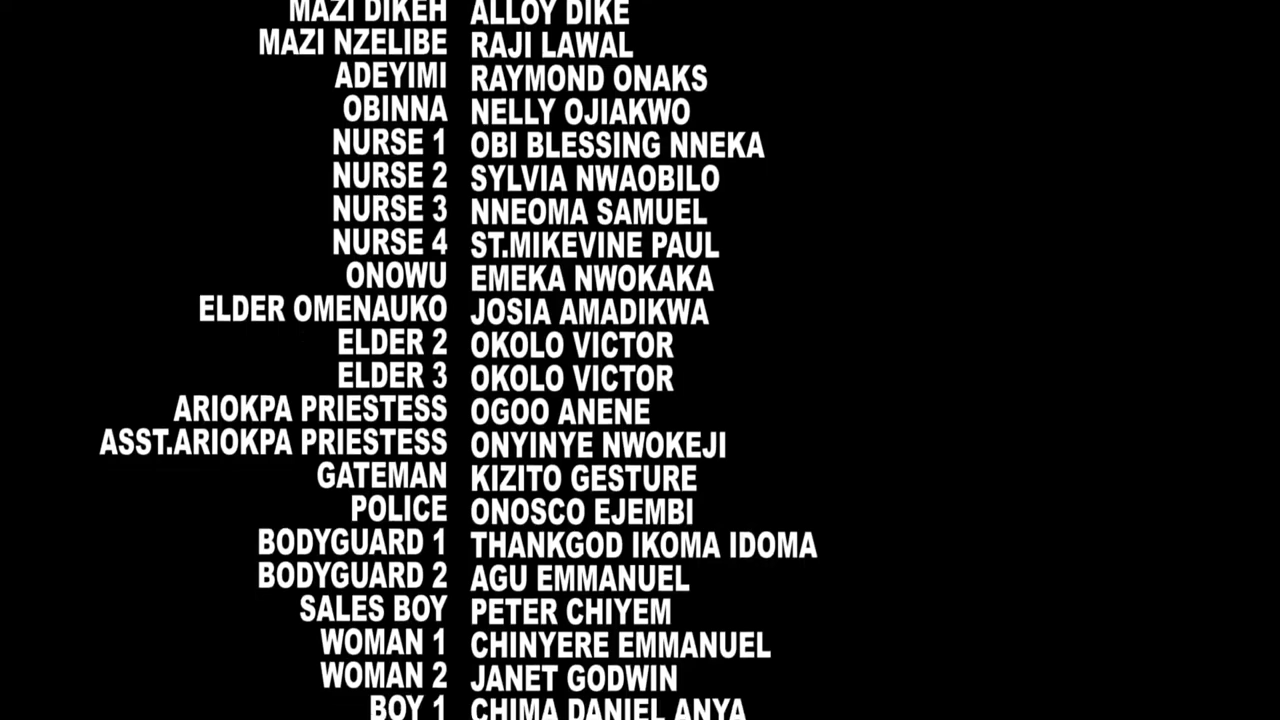 MAZI DIKEH ALLOY DIKE
MAZI NZELIBE RAJI LAWAL
ADEYIMI RAYMOND ONAKS
OBINNA NELLY OJIAKWO
NURSE 1 OBI BLESSING NNEKA
NURSE 2 SYLVIA NWAOBILO
NURSE 3 NNEOMA SAMUEL
NURSE 4 ST.MIKEVINE PAUL
ONOWU EMEKA NWOKAKA
ELDER OMENAUKO JOSIA AMADIKWA
ELDER 2 OKOLO VICTOR
ELDER 3 OKOLO VICTOR
ARIOKPA PRIESTESS OGOO ANENE
ASST.ARIOKPA PRIESTESS ONYINYE NWOKEJI
GATEMAN KIZITO GESTURE
POLICE ONOSCO EJEMBI
BODYGUARD 1 THANKGOD IKOMA IDOMA
BODYGUARD 2 AGU EMMANUEL
SALES BOY PETER CHIYEM
WOMAN 1 CHINYERE EMMANUEL
WOMAN 2 JANET GODWIN
BOY 1 CHIMA DANIEL ANYA